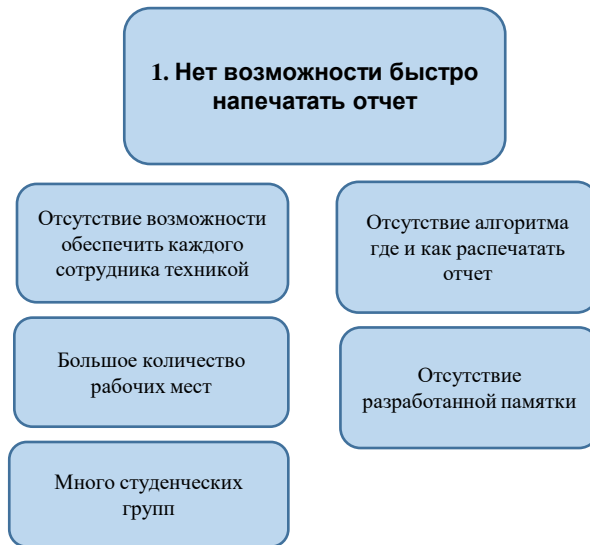 1. Нет возможности быстро
напечатать отчет
Отсутствие возможности
обеспечить каждого
сотрудника техникой
Большое количество
рабочих мест
Много студенческих
групп
Отсутствие алгоритма
где и как распечатать
отчет
Отсутствие
разработанной памятки